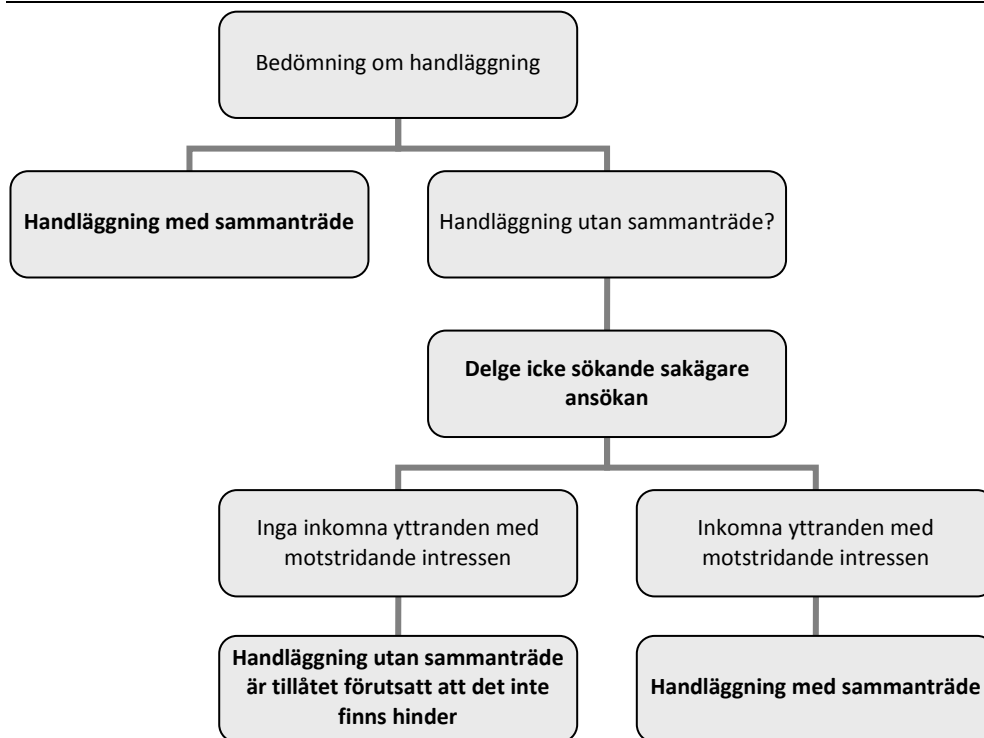 Bedömning om handläggning
Handläggning med sammanträde
Handläggning utan sammanträde?
Delge icke sökande sakägare
ansökan
Inga inkomna yttranden med
motstridande intressen
Inkomna yttranden med
motstridande intressen
Handläggning utan sammanträde
är tillåtet förutsatt att det inte
finns hinder
Handläggning med sammanträde